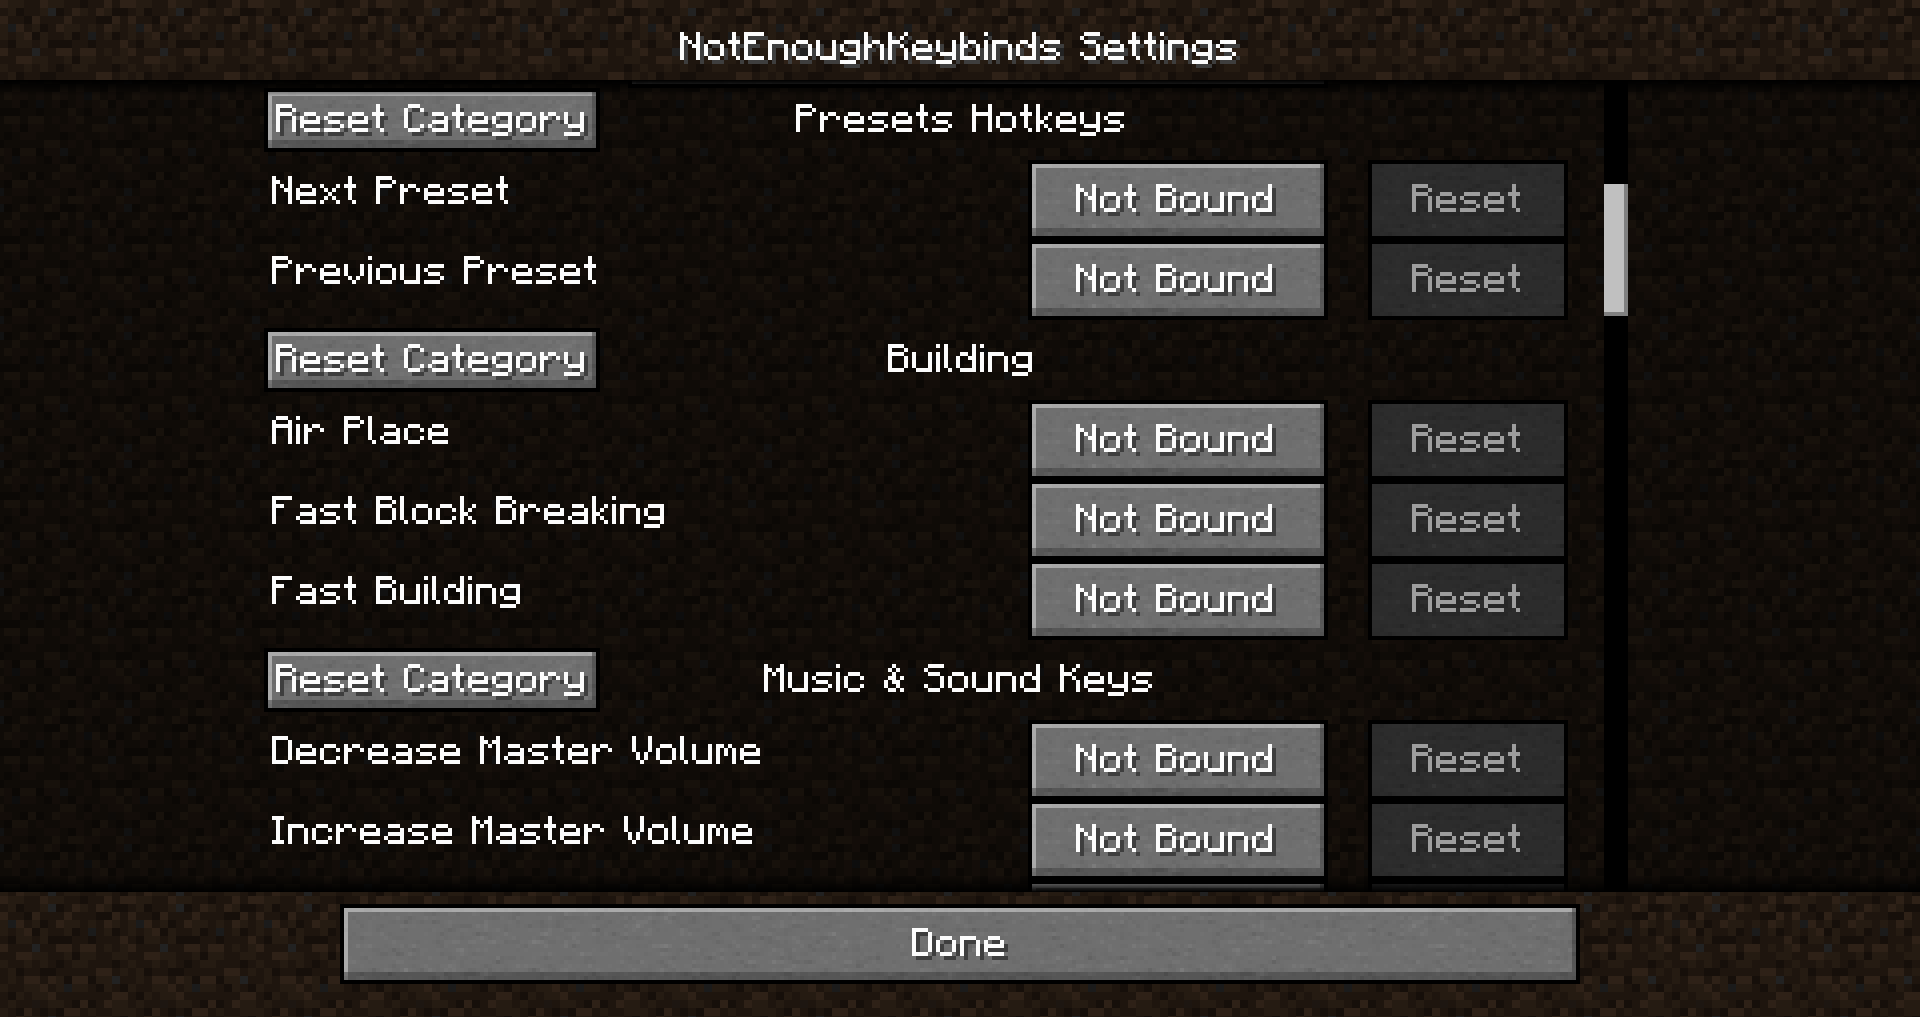 NotEnoughKeybinds Settings
Reset Category Presets Hotkeys
Next Preset Not Bound Reset
Previous Preset Not Bound Reset
Reset Category Building
Air Place Not Bound Reset
Fast Block Breaking Not Bound Reset
Fast Building Not Bound Reset
Reset Category Music & Sound Keys
Decrease Master Volume Not Bound Reset
Increase Master Volume Not Bound Reset
Done